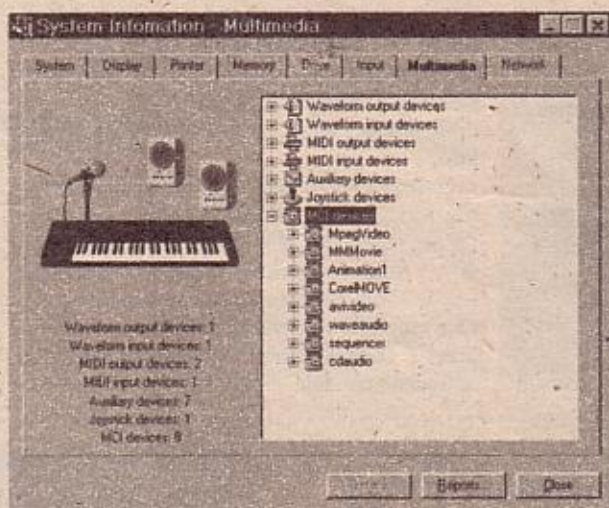 System Infomation - Multimedia
System Display Printer Memory Drive Input Multimedia Network
Waveform output devices
Waveform input devices
MIDI output devices
MIDI input devices
Auxiliary devices
Joystick devices
MCI devices
MpegVideo
MMMovie
Animation1
CorelMOVE
avivideo
waveaudio
sequencer
cdaudio
Waveform output devices: 1
Waveform input devices: 1
MIDI output devices: 2
MIDI input devices: 1
Auxiliary devices: 7
Joystick devices: 1
MCI devices: 8
Reports... Close